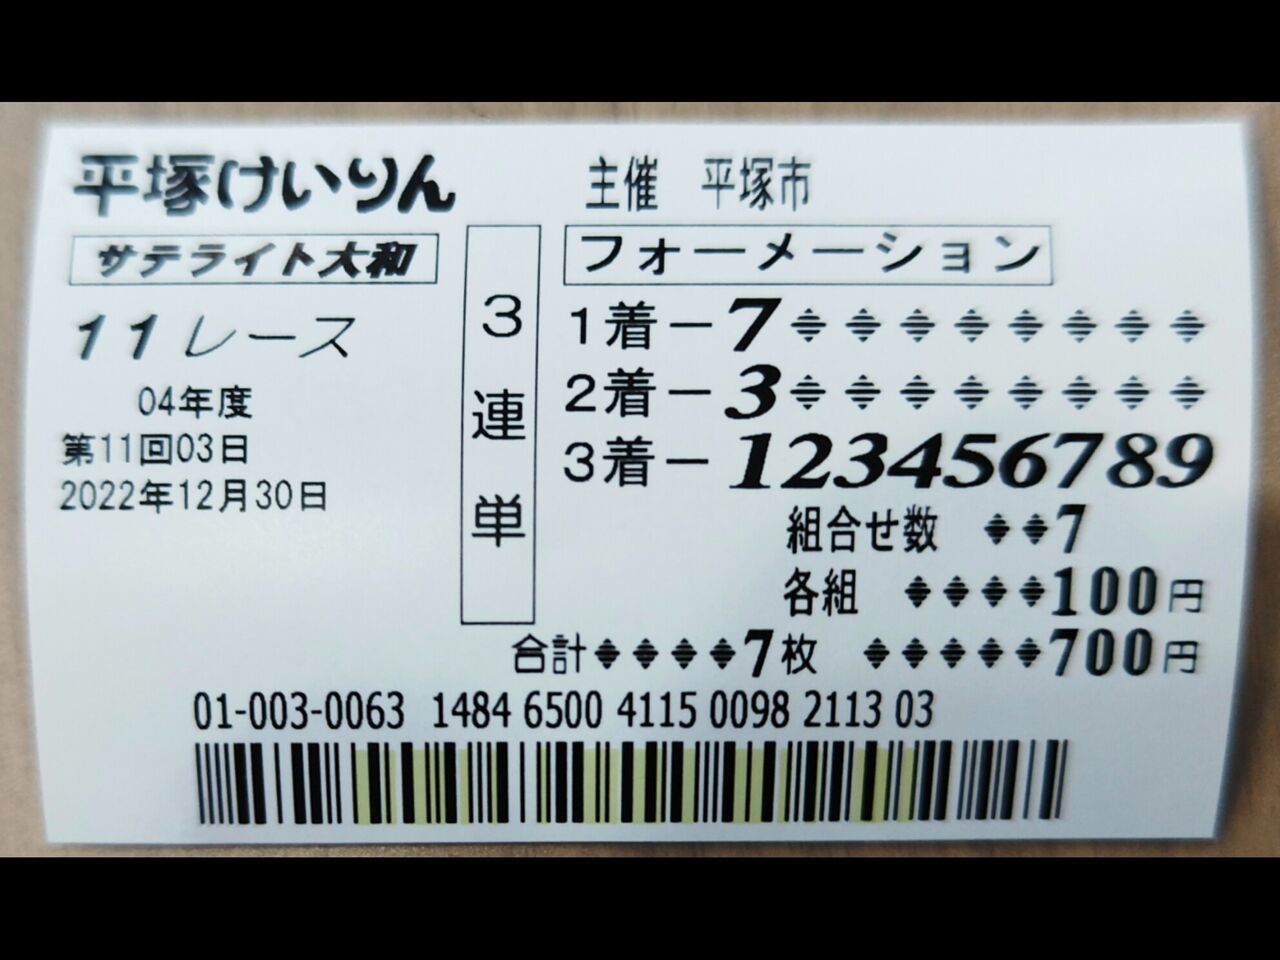 平塚けいりん 主催 平塚市
サテライト大和
11レース
04年度
第11回03日
2022年12月30日
3連単
フォーメーション
1着－7
2着－3
3着－123456789
組合せ数 7
各組 100円
合計 7枚 700円
01-003-0063 1484 6500 4115 0098 2113 03